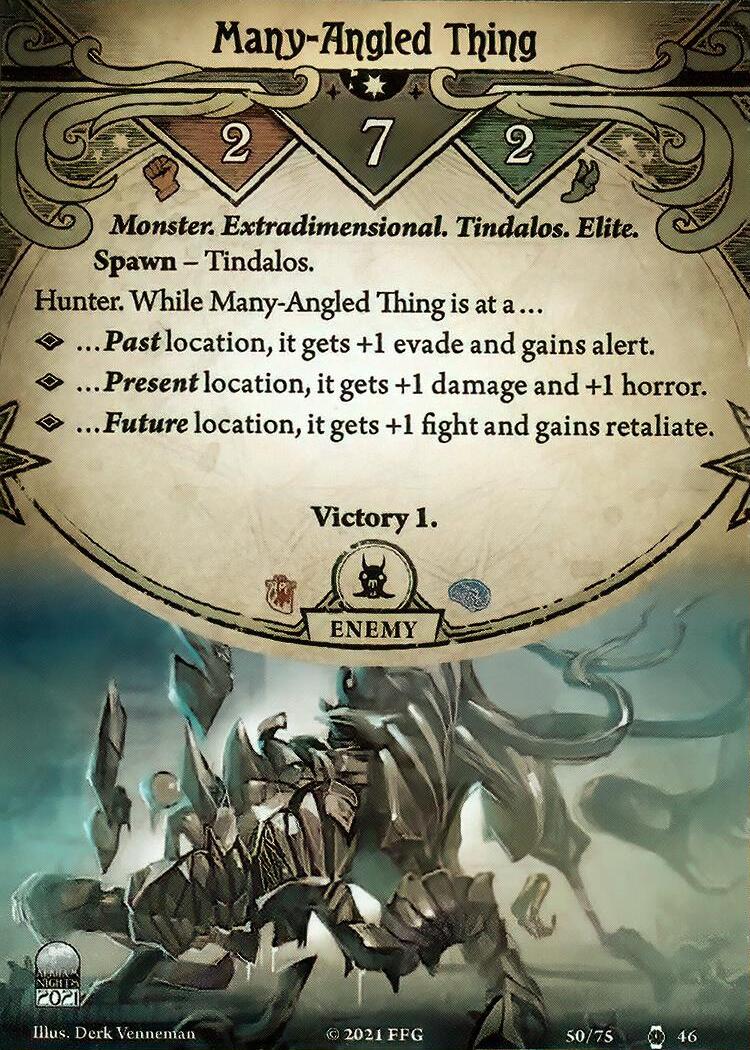 Many-Angled Thing
2 7 2
Monster. Extradimensional. Tindalos. Elite.
Spawn – Tindalos.
Hunter. While Many-Angled Thing is at a…
…Past location, it gets +1 evade and gains alert.
…Present location, it gets +1 damage and +1 horror.
…Future location, it gets +1 fight and gains retaliate.
Victory 1.
ENEMY
ARKHAM
NIGHTS
2021
Illus. Derk Venneman © 2021 FFG 50/75 46